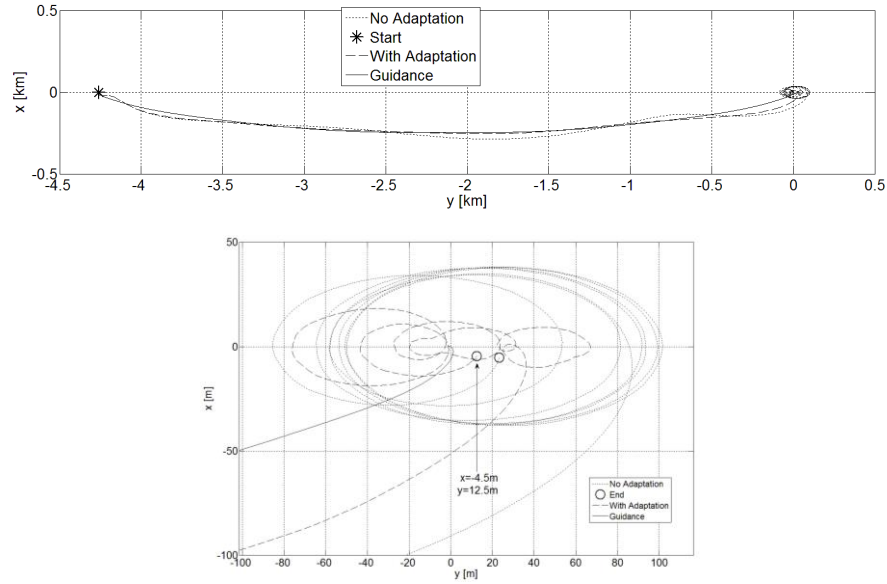 No Adaptation
Start
With Adaptation
Guidance
0.5
0
-0.5
x [km]
-4.5 -4 -3.5 -3 -2.5 -2 -1.5 -1 -0.5 0 0.5
y [km]
50
0
-50
-100
x [m]
x=-4.5m
y=12.5m
No Adaptation
End
With Adaptation
Guidance
-100 -80 -60 -40 -20 0 20 40 60 80 100
y [m]